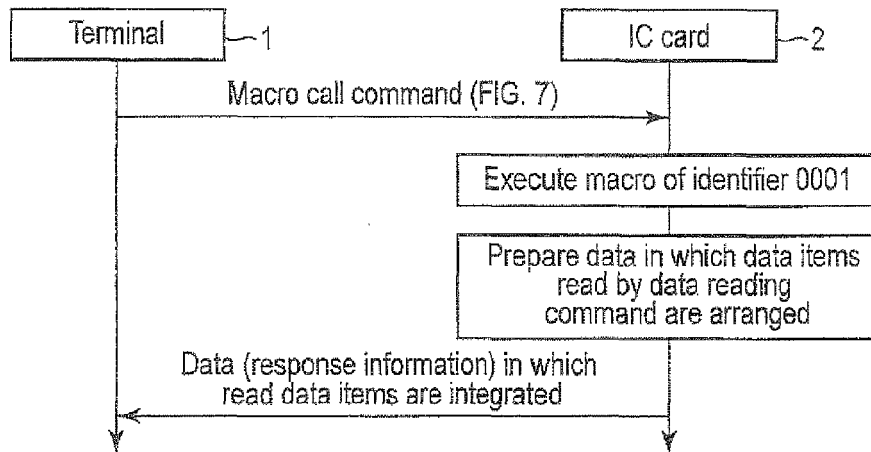 Terminal 1
IC card 2
Macro call command (FIG. 7)
Execute macro of identifier 0001
Prepare data in which data items
read by data reading
command are arranged
Data (response information) in which
read data items are integrated